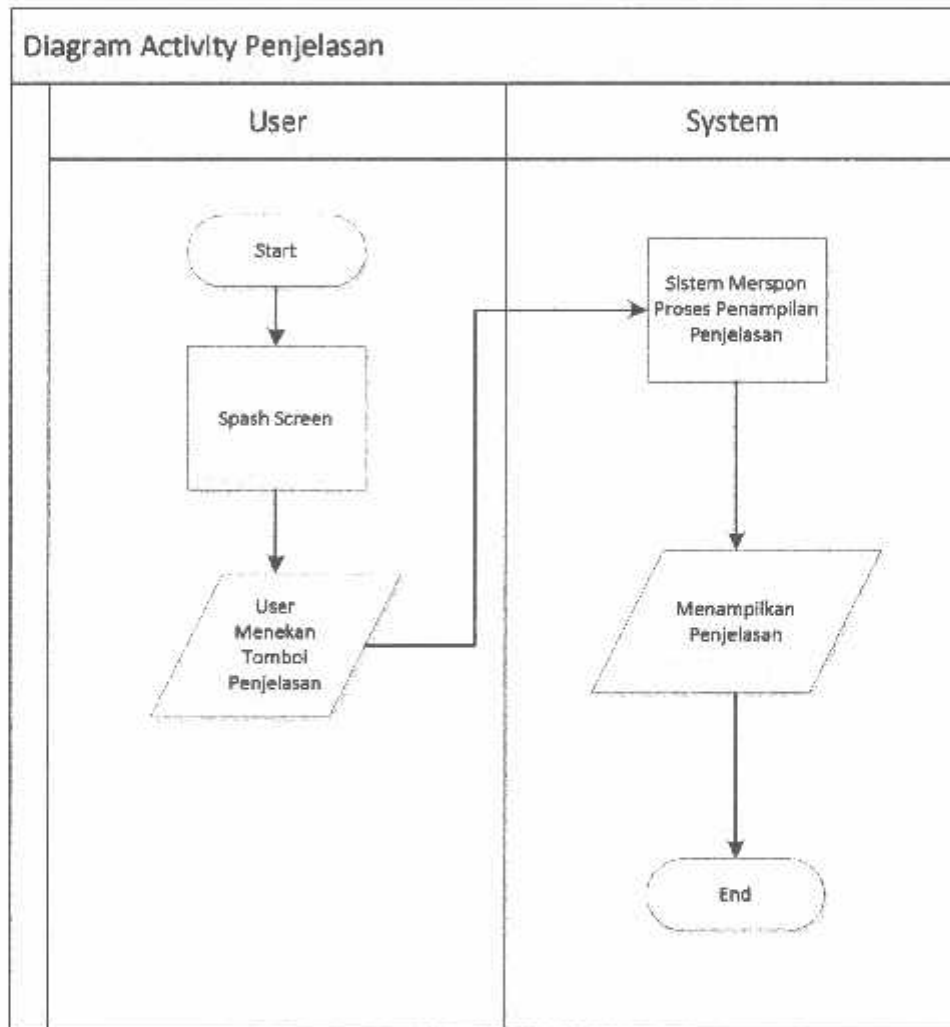 Diagram Activity Penjelasan
User
System
Start
Spash Screen
User
Menekan
Tombol
Penjelasan
Sistem Merspon
Proses Penampilan
Penjelasan
Menampilkan
Penjelasan
End